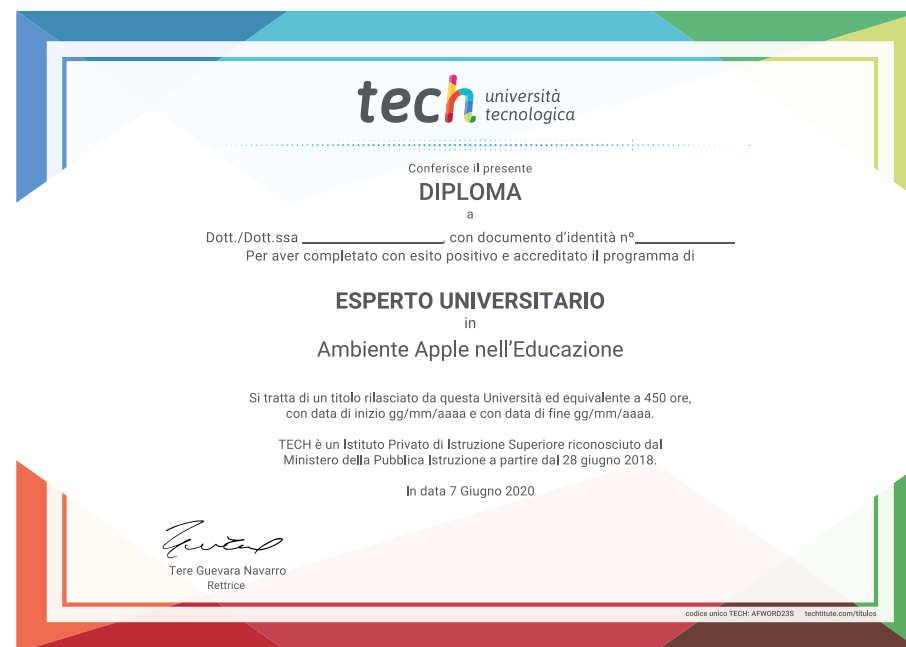 tech università
tecnologica
Conferisce il presente
DIPLOMA
a
Dott./Dott.ssa ________________, con documento d'identità nº____________
Per aver completato con esito positivo e accreditato il programma di
ESPERTO UNIVERSITARIO
in
Ambiente Apple nell'Educazione
Si tratta di un titolo rilasciato da questa Università ed equivalente a 450 ore,
con data di inizio gg/mm/aaaa e con data di fine gg/mm/aaaa.
TECH è un Istituto Privato di Istruzione Superiore riconosciuto dal
Ministero della Pubblica Istruzione a partire dal 28 giugno 2018.
In data 7 Giugno 2020
Tere Guevara Navarro
Rettrice
codice unico TECH: AFWORD23S techtitute.com/titulos